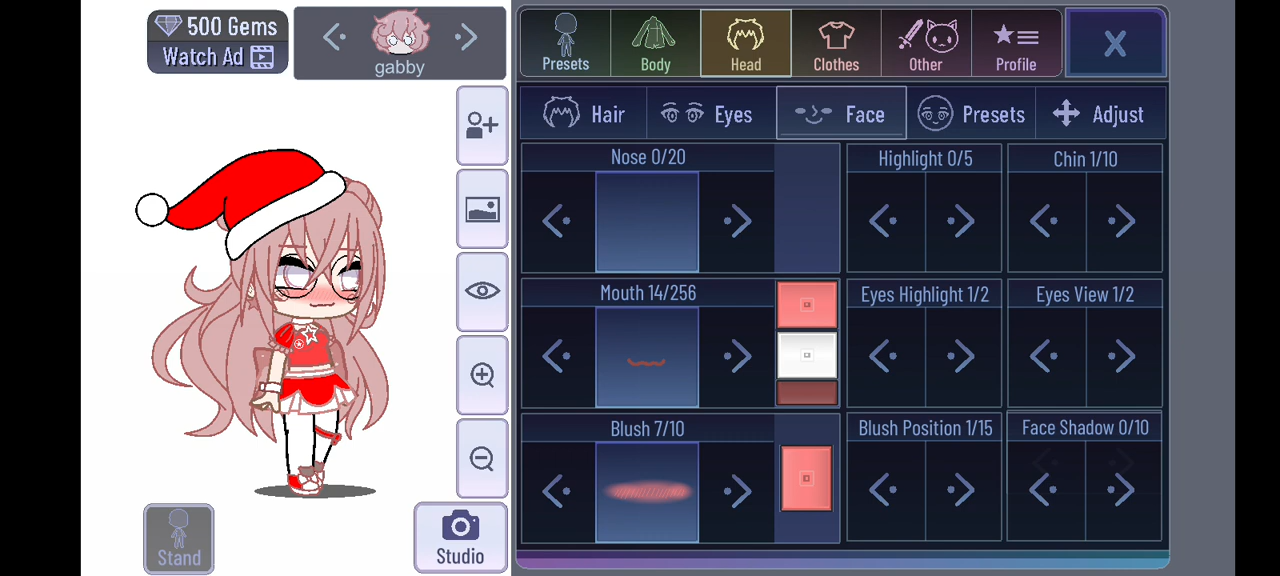 500 Gems
Watch Ad
gabby
Presets
Body
Head
Clothes
Other
Profile
X
Hair
Eyes
Face
Presets
Adjust
Nose 0/20
Highlight 0/5
Chin 1/10
Mouth 14/256
Eyes Highlight 1/2
Eyes View 1/2
Blush 7/10
Blush Position 1/15
Face Shadow 0/10
Stand
Studio